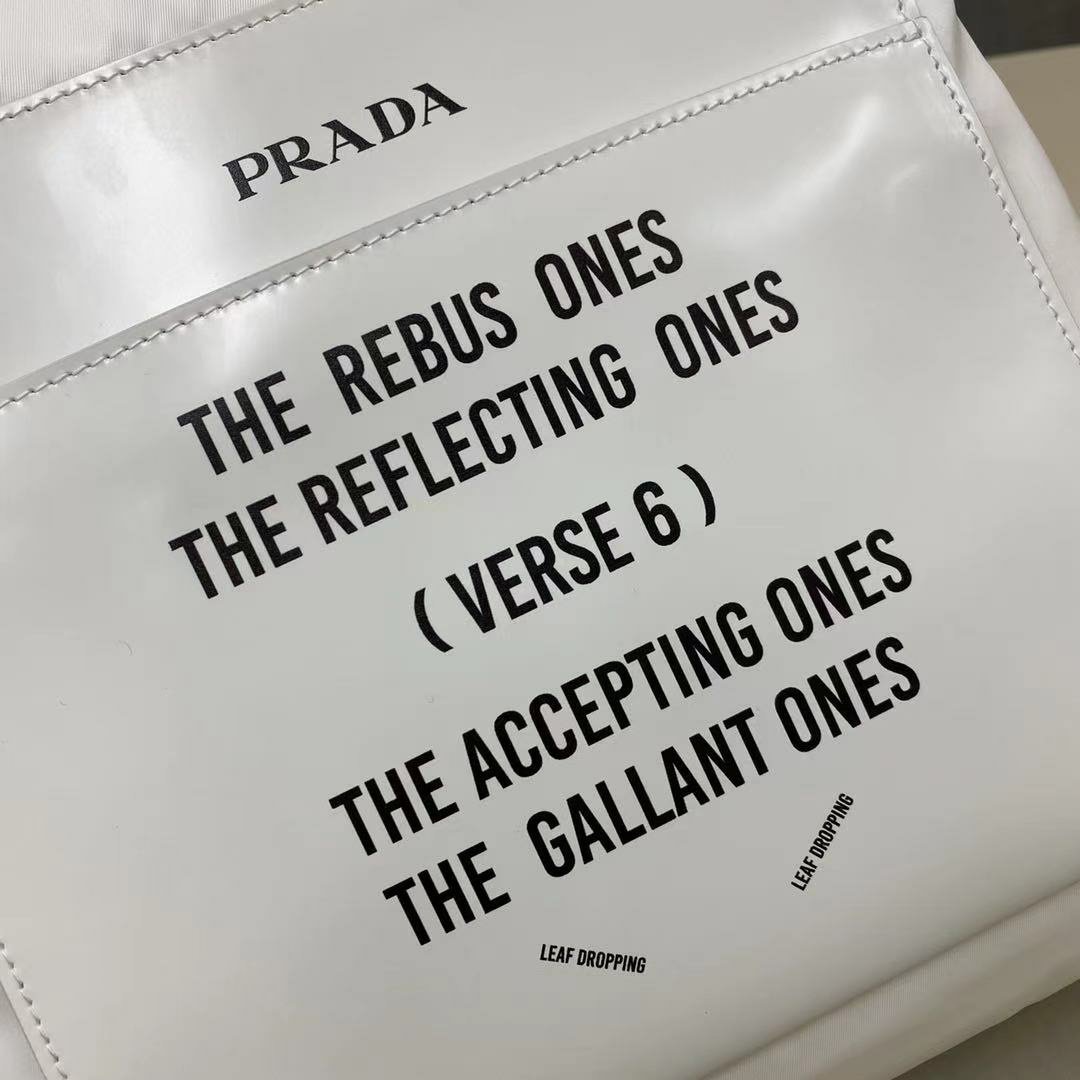 PRADA
THE REBUS ONES
THE REFLECTING ONES
( VERSE 6 )
THE ACCEPTING ONES
THE GALLANT ONES
LEAF DROPPING
LEAF DROPPING